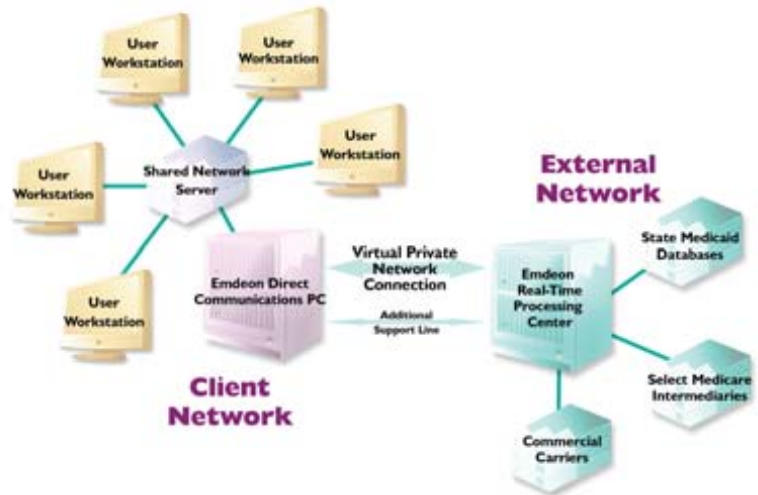 User
Workstation
User
Workstation
User
Workstation
User
Workstation
User
Workstation
Shared Network
Server
Emdeon Direct
Communications PC
Client
Network
Virtual Private
Network
Connection
Additional
Support Line
External
Network
Emdeon
Real-Time
Processing
Center
State Medicaid
Databases
Select Medicare
Intermediaries
Commercial
Carriers